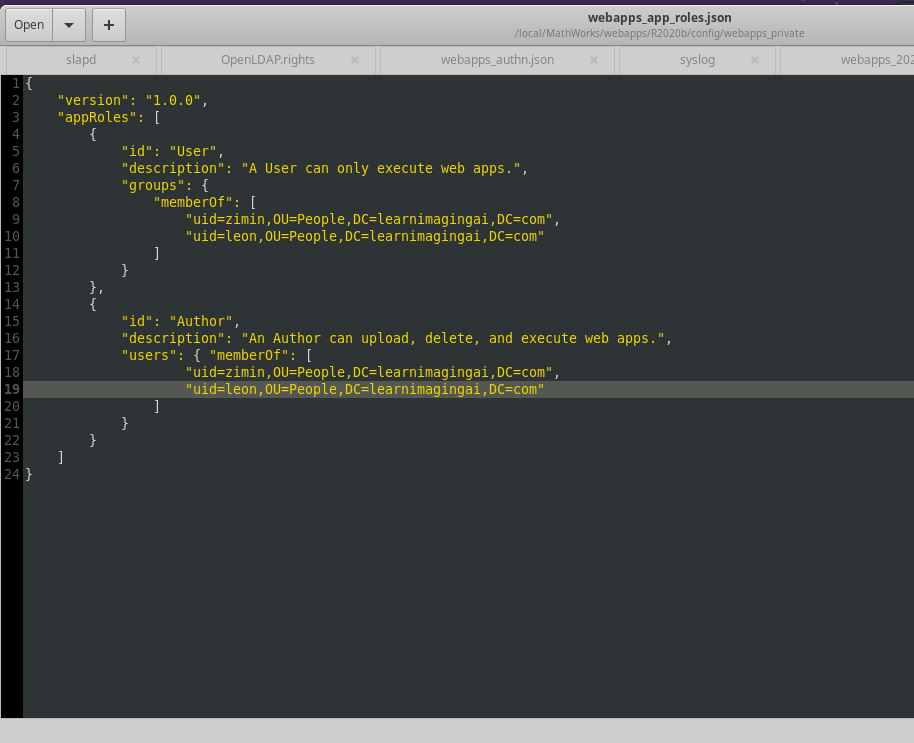 Open
webapps_app_roles.json
/local/MathWorks/webapps/R2020b/config/webapps_private
slapd × OpenLDAP.rights × webapps_authn.json × syslog × webapps_202
1 {
2     "version": "1.0.0",
3     "appRoles": [
4         {
5             "id": "User",
6             "description": "A User can only execute web apps.",
7             "groups": {
8                 "memberOf": [
9                     "uid=zimin,OU=People,DC=learnimagingai,DC=com",
10                     "uid=leon,OU=People,DC=learnimagingai,DC=com"
11                 ]
12             }
13         },
14         {
15             "id": "Author",
16             "description": "An Author can upload, delete, and execute web apps.",
17             "users": { "memberOf": [
18                     "uid=zimin,OU=People,DC=learnimagingai,DC=com",
19                     "uid=leon,OU=People,DC=learnimagingai,DC=com"
20                 ]
21             }
22         }
23     ]
24 }